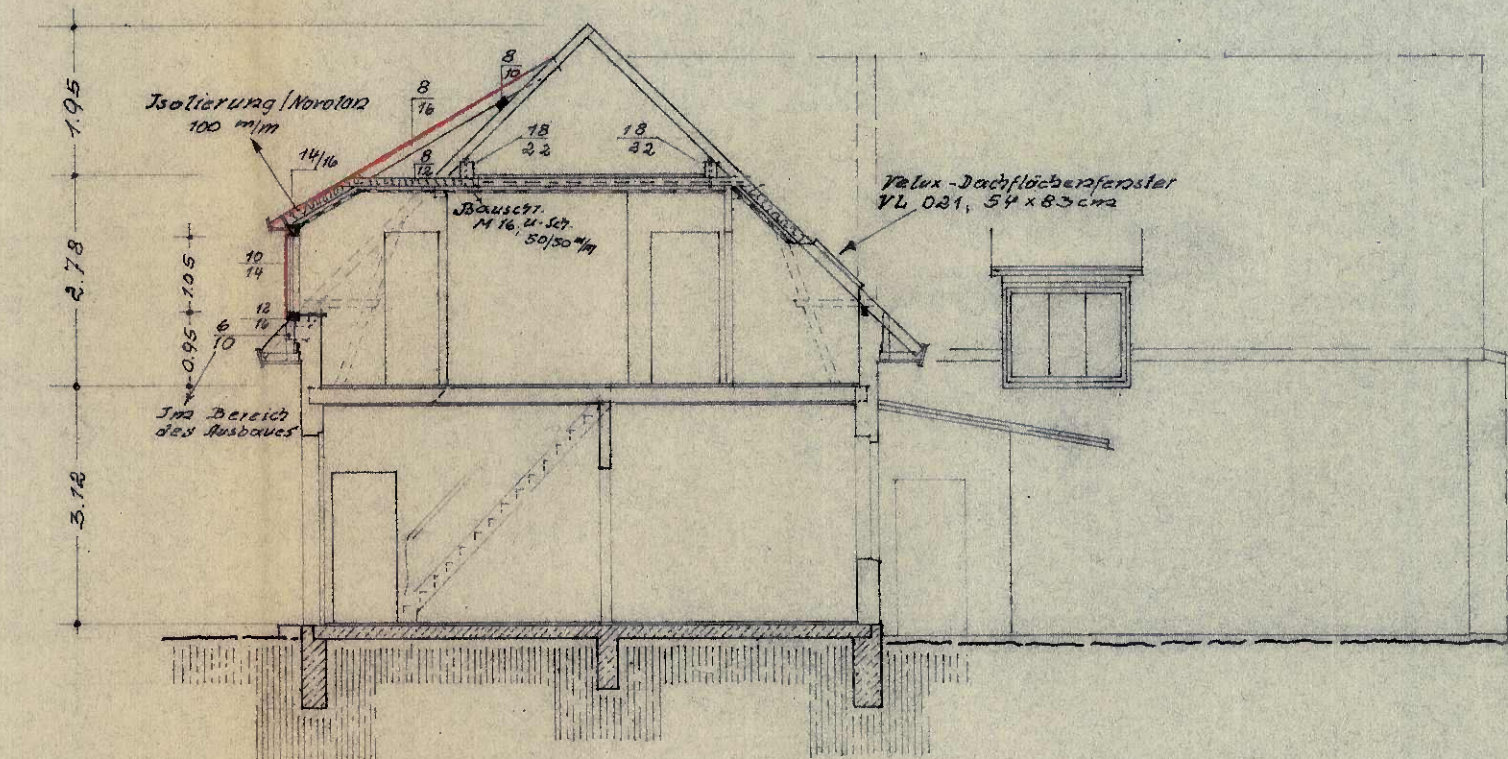 1.95
2.78
3.12
1.05
0.95
Isolierung/Novolan
100 m/m
14/16
8
16
8
10
8
12
18
22
18
22
Bauschr.
M 16, u-Sch.
50/50 m/m
Velux-Dachflächenfenster
VL 021, 54 x 83 cm
10
14
12
16
6
10
Im Bereich
des Ausbaues